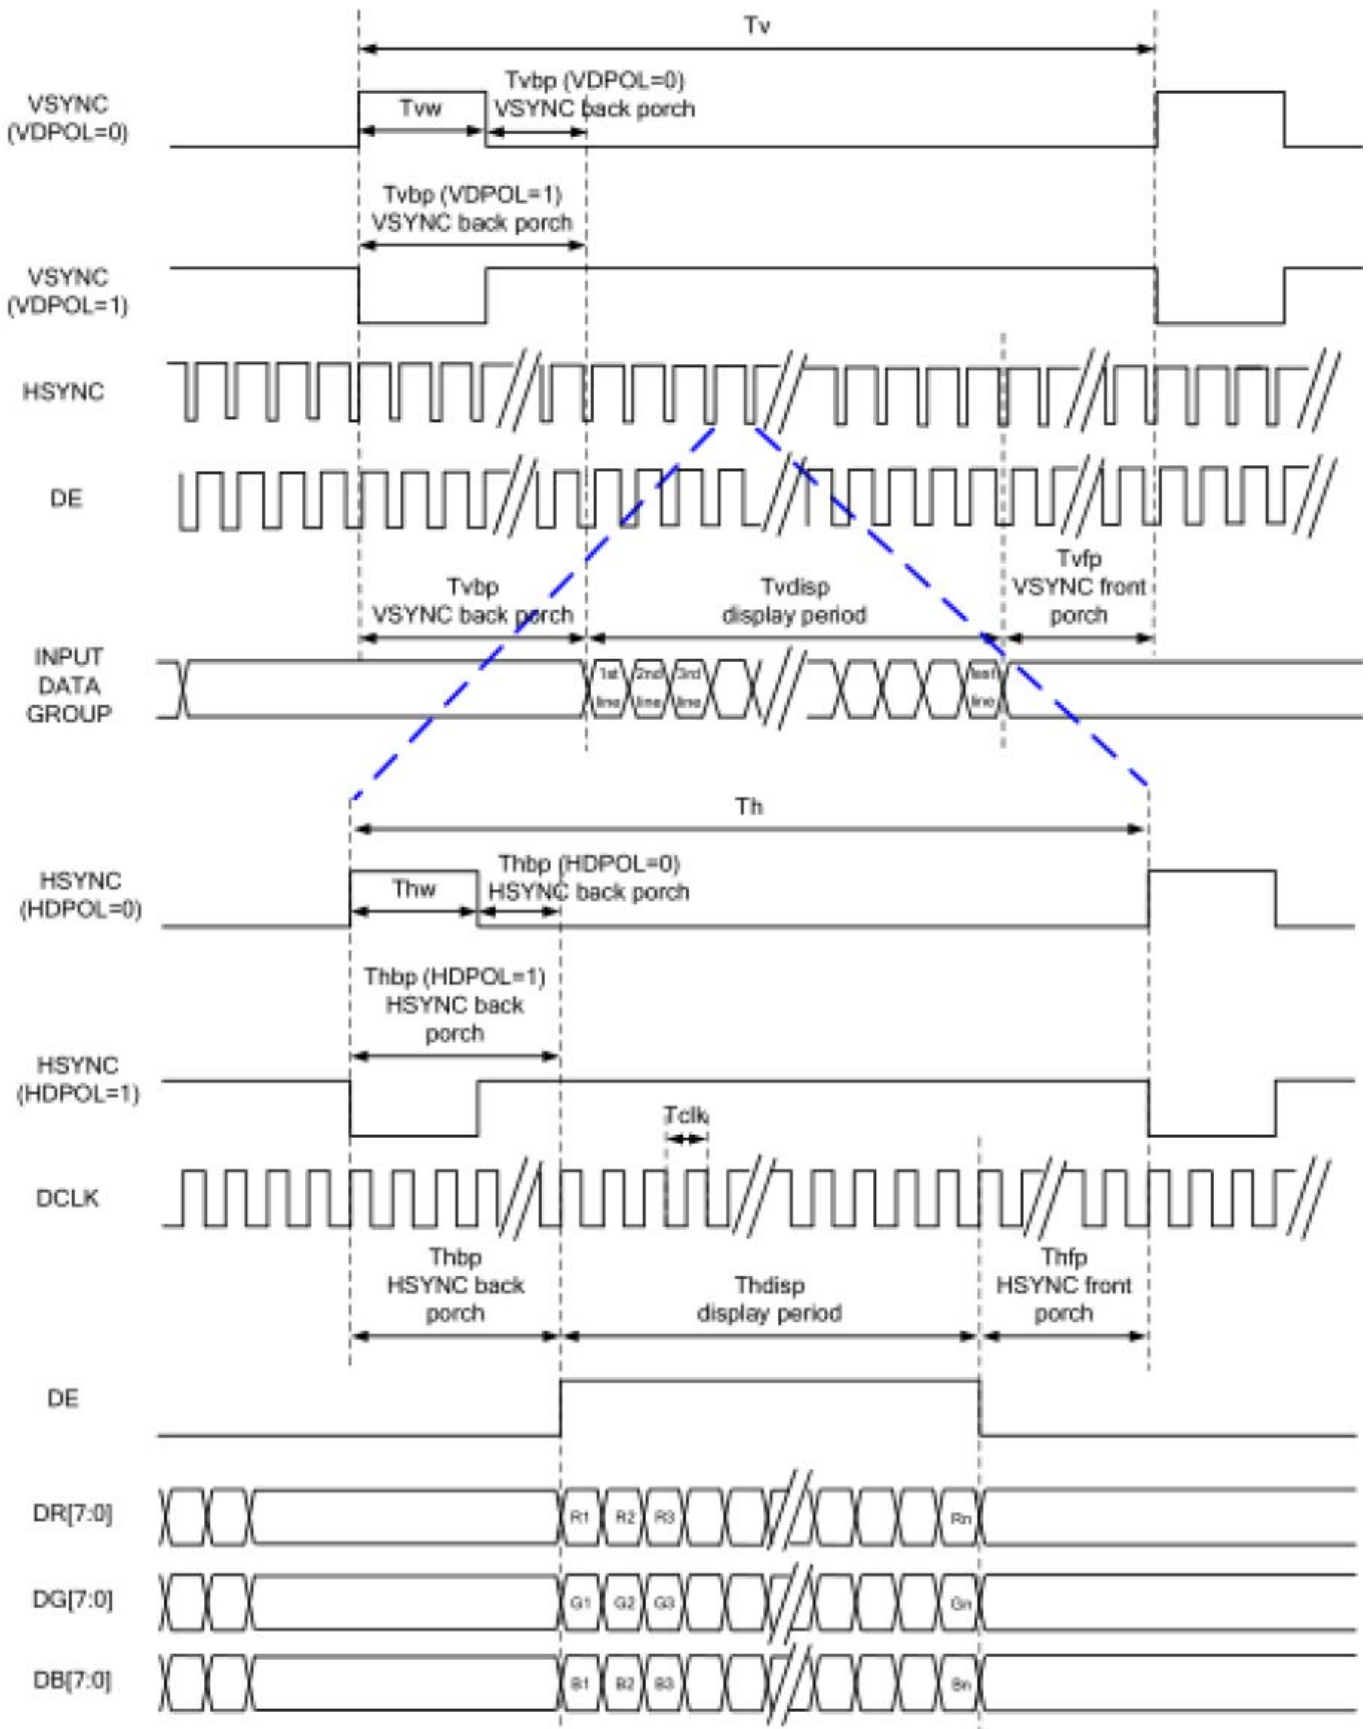 Tv
Tvbp (VDPOL=0)
VSYNC back porch
VSYNC
(VDPOL=0)
Tvw
Tvbp (VDPOL=1)
VSYNC back porch
VSYNC
(VDPOL=1)
HSYNC
DE
Tvbp
VSYNC back porch
Tvdisp
display period
Tvfp
VSYNC front
porch
INPUT
DATA
GROUP
1st
line
2nd
line
3rd
line
last
line
Th
Thbp (HDPOL=0)
HSYNC back porch
HSYNC
(HDPOL=0)
Thw
Thbp (HDPOL=1)
HSYNC back
porch
HSYNC
(HDPOL=1)
Tclk
DCLK
Thbp
HSYNC back
porch
Thdisp
display period
Thfp
HSYNC front
porch
DE
DR[7:0]
R1 R2 R3 Rn
DG[7:0]
G1 G2 G3 Gn
DB[7:0]
B1 B2 B3 Bn